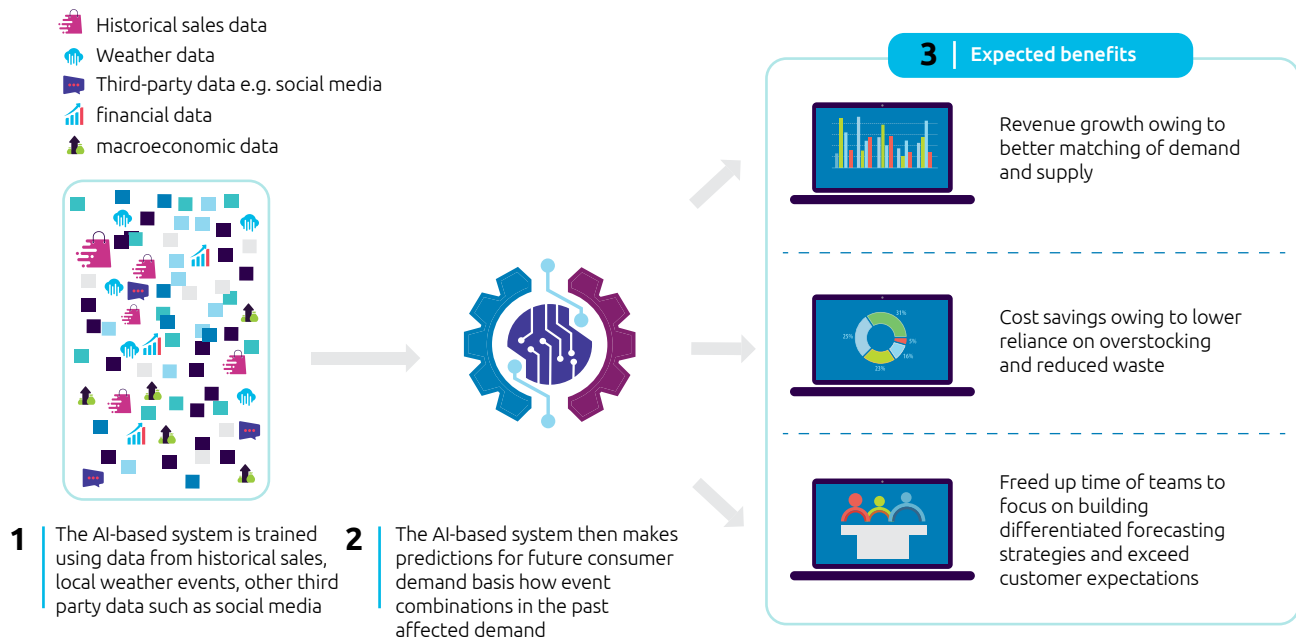 Historical sales data
Weather data
Third-party data e.g. social media
financial data
macroeconomic data
1
The AI-based system is trained
using data from historical sales,
local weather events, other third
party data such as social media
2
The AI-based system then makes
predictions for future consumer
demand basis how event
combinations in the past
affected demand
3 | Expected benefits
Revenue growth owing to
better matching of demand
and supply
31%
25%
5%
16%
23%
Cost savings owing to lower
reliance on overstocking
and reduced waste
Freed up time of teams to
focus on building
differentiated forecasting
strategies and exceed
customer expectations